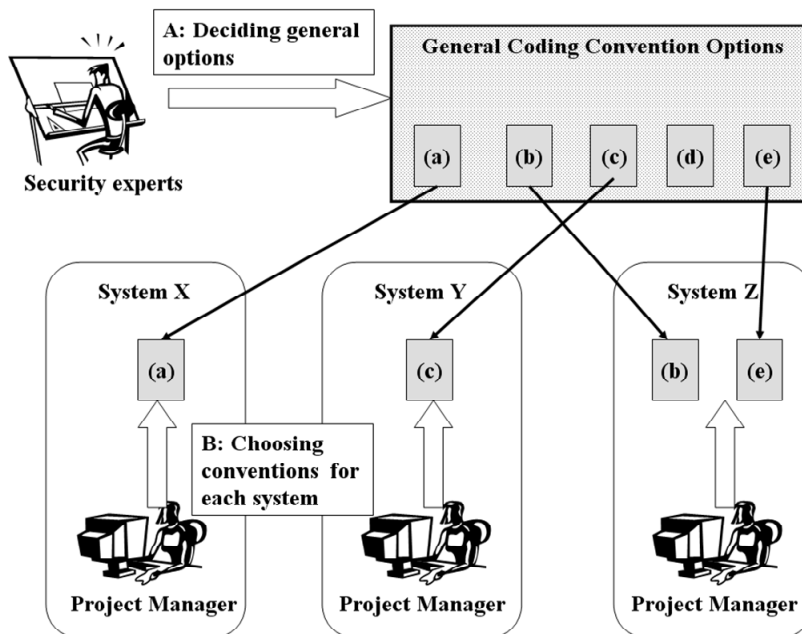 A: Deciding general
options
General Coding Convention Options
(a)
(b)
(c)
(d)
(e)
Security experts
System X
System Y
System Z
(a)
(c)
(b)
(e)
B: Choosing
conventions for
each system
Project Manager
Project Manager
Project Manager